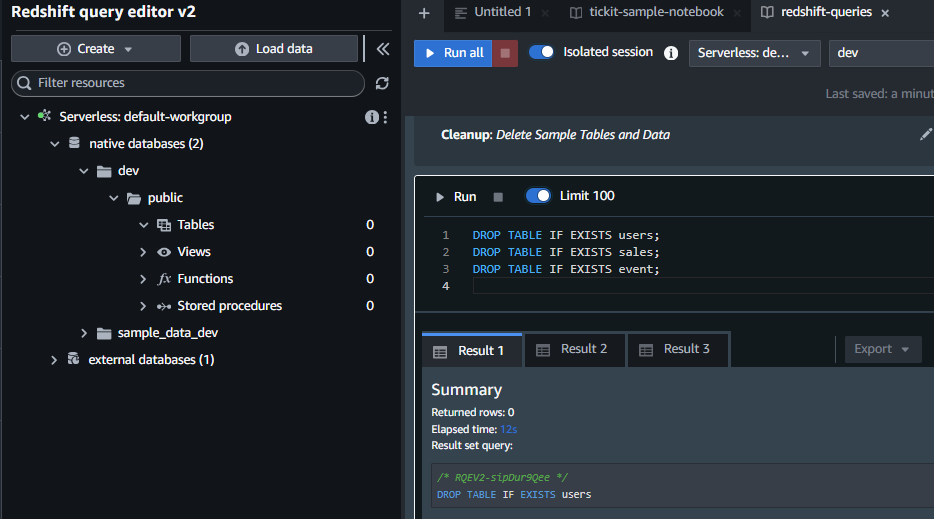 Redshift query editor v2
Create
Load data
Filter resources
Serverless: default-workgroup
native databases (2)
dev
public
Tables 0
Views 0
fx Functions 0
Stored procedures 0
sample_data_dev
external databases (1)
+ Untitled 1 × tickit-sample-notebook × redshift-queries ×
Run all Isolated session Serverless: de... dev
Last saved: a minut
Cleanup: Delete Sample Tables and Data
Run Limit 100
1 DROP TABLE IF EXISTS users;
2 DROP TABLE IF EXISTS sales;
3 DROP TABLE IF EXISTS event;
4
Result 1 Result 2 Result 3 Export
Summary
Returned rows: 0
Elapsed time: 12s
Result set query:
/* RQEV2-sipDur9Qee */
DROP TABLE IF EXISTS users